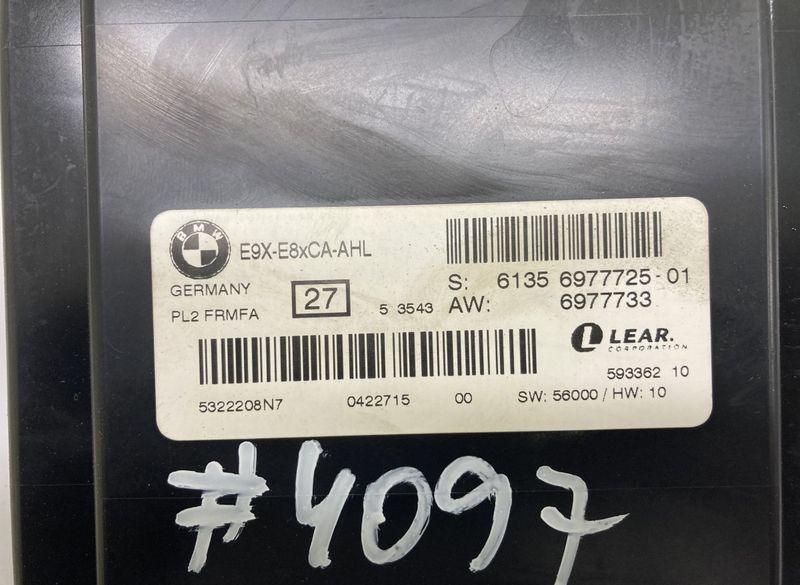 BMW
E9X-E8xCA-AHL
GERMANY
PL2 FRMFA
27
5 3543
S: 6135 6977725-01
AW: 6977733
LEAR.
CORPORATION
593362 10
5322208N7 0422715 00 SW: 56000 / HW: 10
#4097